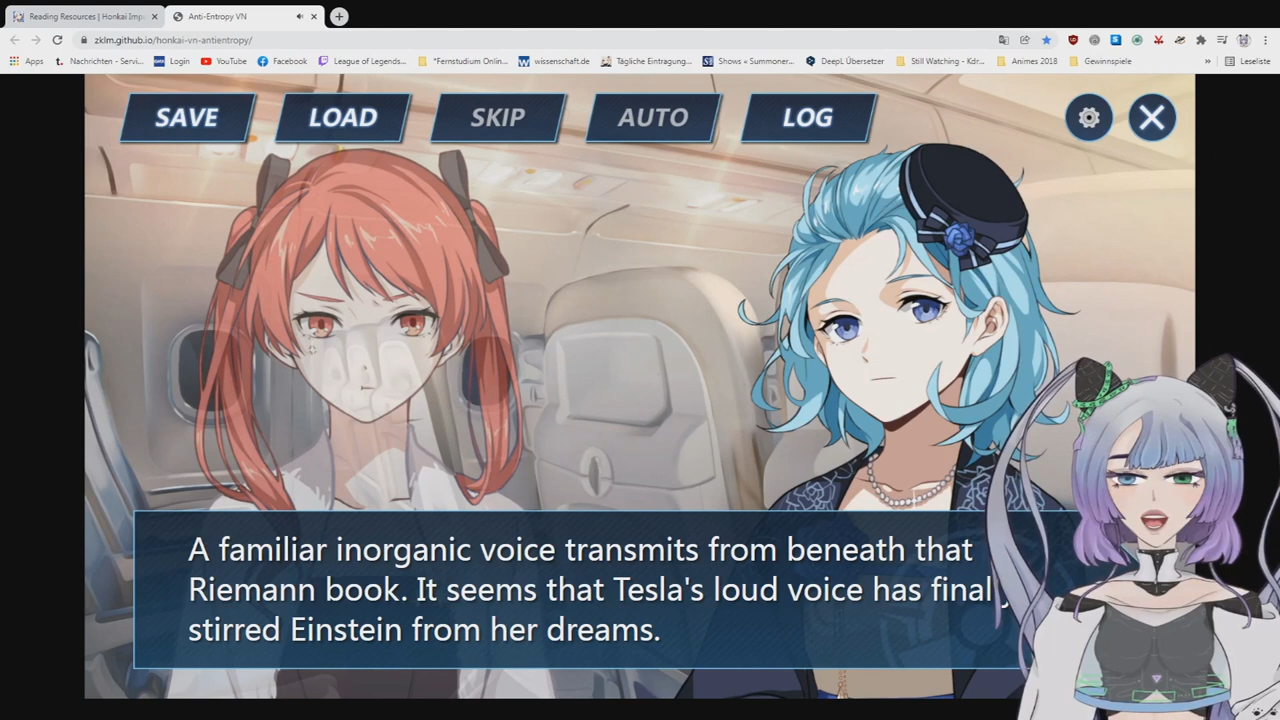 Reading Resources | Honkai Imp
Anti-Entropy VN
zklm.github.io/honkai-vn-antientropy/
Apps
Nachrichten - Servi...
Login
YouTube
Facebook
League of Legends...
*Fernstudium Onlin...
wissenschaft.de
Tägliche Eintragung...
Shows « Summoner...
DeepL Übersetzer
Still Watching - Kdr...
Animes 2018
Gewinnspiele
»
Leseliste
SAVE
LOAD
SKIP
AUTO
LOG
A familiar inorganic voice transmits from beneath that
Riemann book. It seems that Tesla's loud voice has final
stirred Einstein from her dreams.